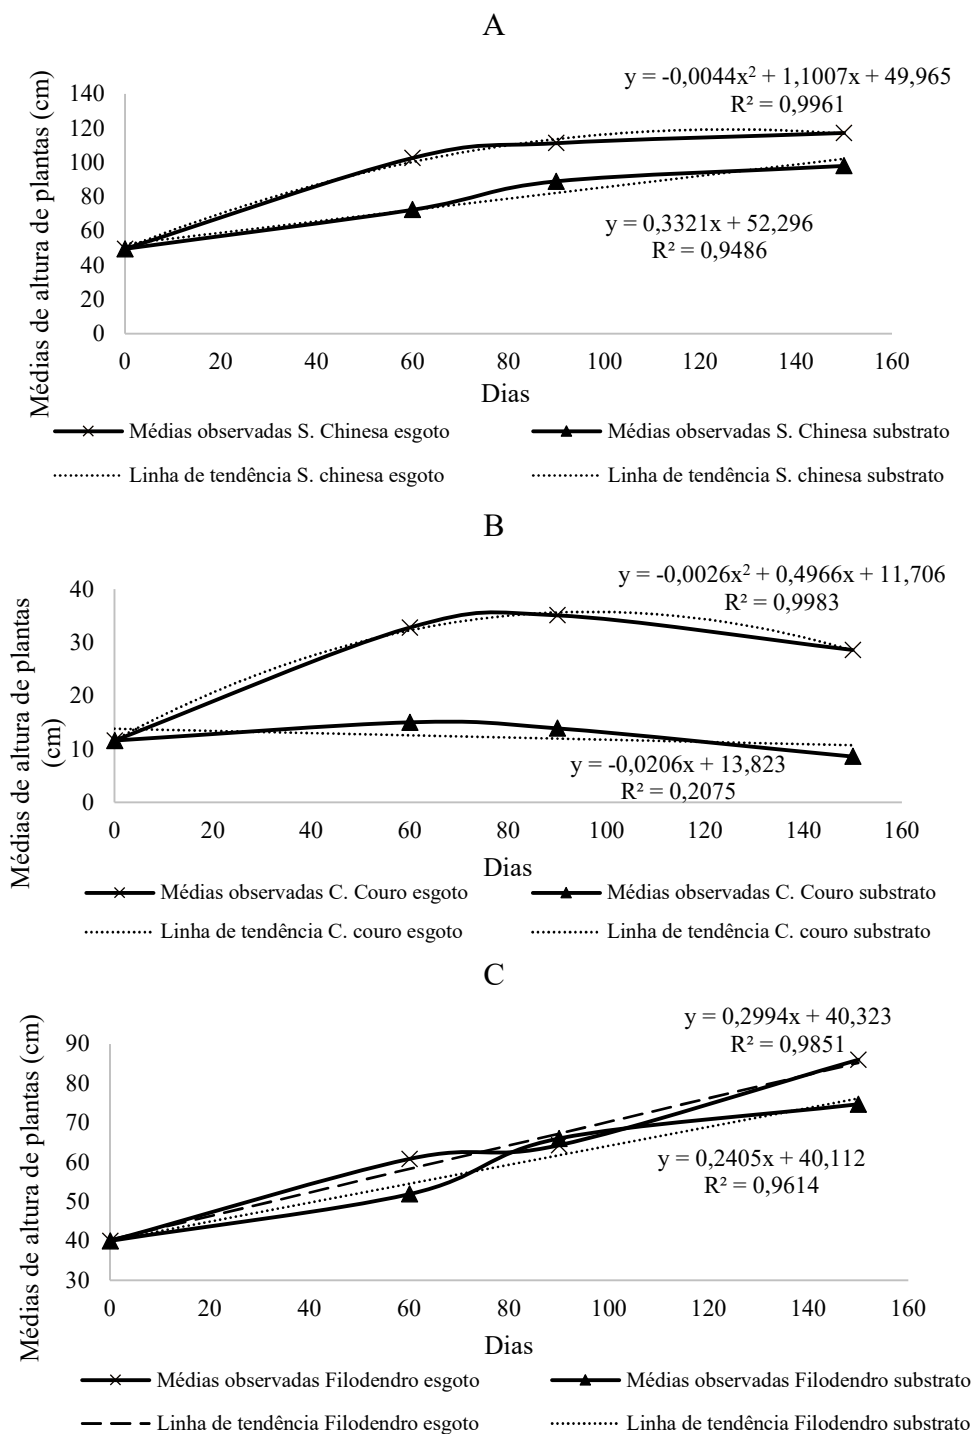 A
y = -0,0044x² + 1,1007x + 49,965
R² = 0,9961
Médias de altura de plantas (cm)
140
120
100
80
60
40
20
0
y = 0,3321x + 52,296
R² = 0,9486
0 20 40 60 80 100 120 140 160
Dias
Médias observadas S. Chinesa esgoto
Médias observadas S. Chinesa substrato
Linha de tendência S. chinesa esgoto
Linha de tendência S. chinesa substrato
B
y = -0,0026x² + 0,4966x + 11,706
R² = 0,9983
Médias de altura de plantas
(cm)
40
30
20
10
0
y = -0,0206x + 13,823
R² = 0,2075
0 20 40 60 80 100 120 140 160
Dias
Médias observadas C. Couro esgoto
Médias observadas C. Couro substrato
Linha de tendência C. couro esgoto
Linha de tendência C. couro substrato
C
y = 0,2994x + 40,323
R² = 0,9851
Médias de altura de plantas (cm)
90
80
70
60
50
40
30
y = 0,2405x + 40,112
R² = 0,9614
0 20 40 60 80 100 120 140 160
Dias
Médias observadas Filodendro esgoto
Médias observadas Filodendro substrato
Linha de tendência Filodendro esgoto
Linha de tendência Filodendro substrato